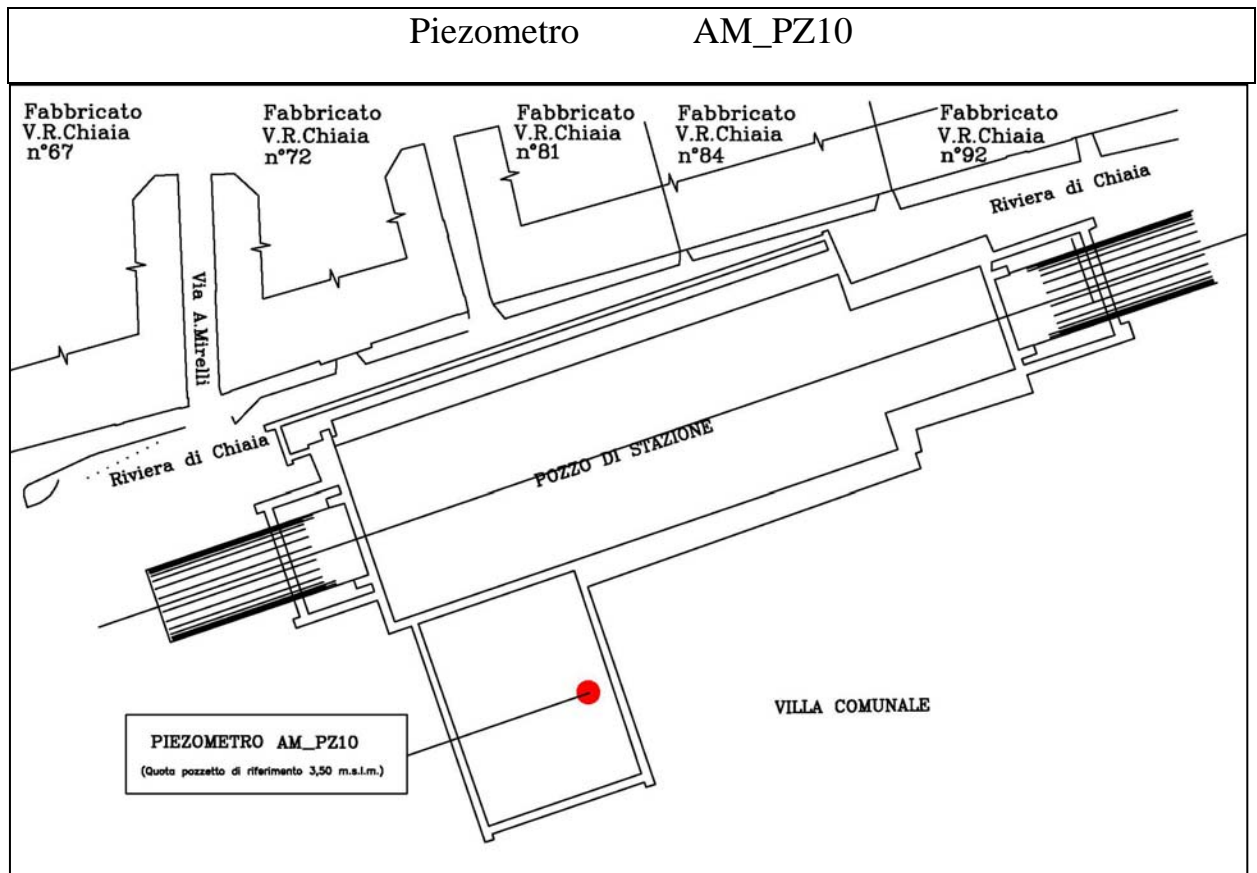 Piezometro AM_PZ10
Fabbricato
V.R.Chiaia
n°67
Fabbricato
V.R.Chiaia
n°72
Fabbricato
V.R.Chiaia
n°81
Fabbricato
V.R.Chiaia
n°84
Fabbricato
V.R.Chiaia
n°92
Riviera di Chiaia
Via A.Mirelli
Riviera di Chiaia
POZZO DI STAZIONE
VILLA COMUNALE
PIEZOMETRO AM_PZ10
(Quota pozzetto di riferimento 3,50 m.s.l.m.)